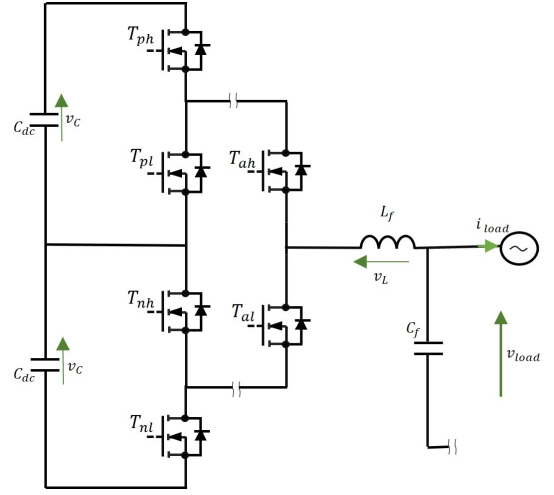 T_ph
C_dc
v_C
T_pl
T_ah
L_f
i_load
v_L
T_nh
T_al
C_f
v_load
C_dc
v_C
T_nl